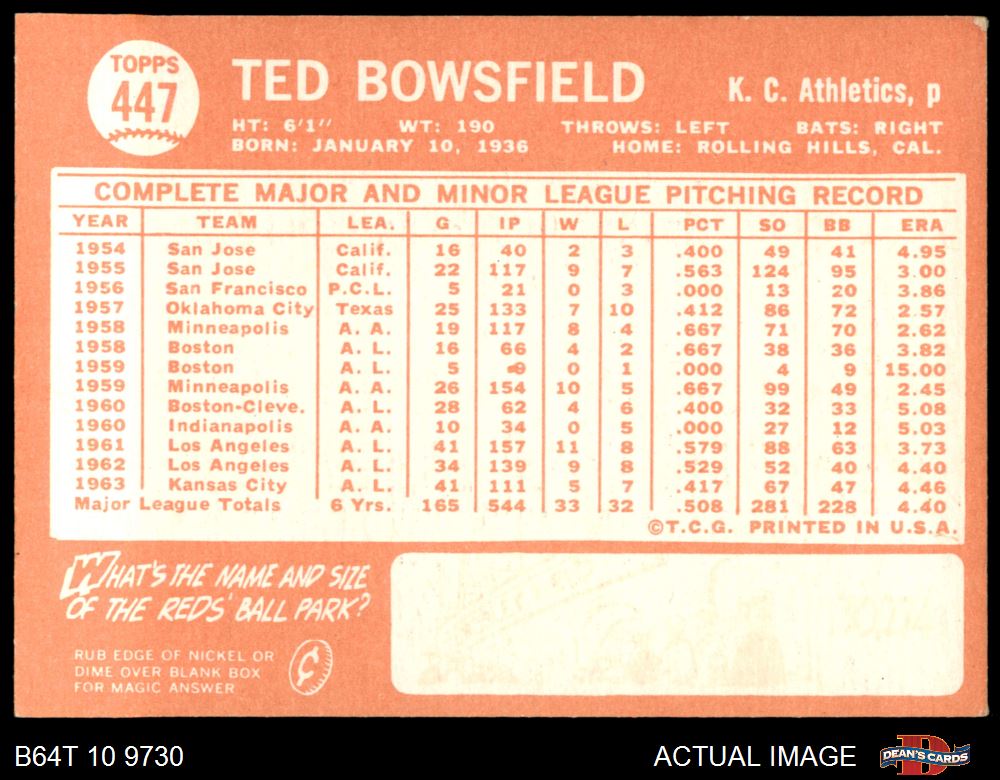 TOPPS
447
TED BOWSFIELD
K. C. Athletics, p
HT: 6'1" WT: 190 THROWS: LEFT BATS: RIGHT
BORN: JANUARY 10, 1936 HOME: ROLLING HILLS, CAL.
COMPLETE MAJOR AND MINOR LEAGUE PITCHING RECORD
YEAR TEAM LEA. G IP W L PCT SO BB ERA
1954 San Jose Calif. 16 40 2 3 .400 49 41 4.95
1955 San Jose Calif. 22 117 9 7 .563 124 95 3.00
1956 San Francisco P.C.L. 5 21 0 3 .000 13 20 3.86
1957 Oklahoma City Texas 25 133 7 10 .412 86 72 2.57
1958 Minneapolis A. A. 19 117 8 4 .667 71 70 2.62
1958 Boston A. L. 16 66 4 2 .667 38 36 3.82
1959 Boston A. L. 5 9 0 1 .000 4 9 15.00
1959 Minneapolis A. A. 26 154 10 5 .667 99 49 2.45
1960 Boston-Cleve. A. L. 28 62 4 6 .400 32 33 5.08
1960 Indianapolis A. A. 10 34 0 5 .000 27 12 5.03
1961 Los Angeles A. L. 41 157 11 8 .579 88 63 3.73
1962 Los Angeles A. L. 34 139 9 8 .529 52 40 4.40
1963 Kansas City A. L. 41 111 5 7 .417 67 47 4.46
Major League Totals 6 Yrs. 165 544 33 32 .508 281 228 4.40
©T.C.G. PRINTED IN U.S.A.
WHAT'S THE NAME AND SIZE
OF THE REDS' BALL PARK?
RUB EDGE OF NICKEL OR
DIME OVER BLANK BOX
FOR MAGIC ANSWER
¢
B64T 10 9730
ACTUAL IMAGE
D
DEAN'S CARDS